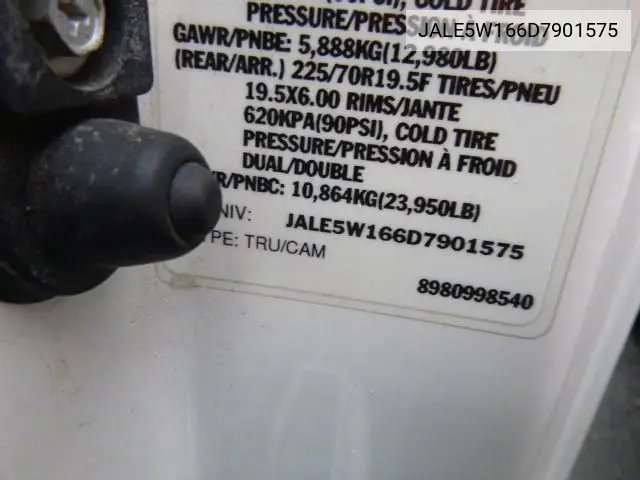 JALE5W166D7901575
COLD TIRE
PRESSURE/PRESSION À FROID
GAWR/PNBE: 5,888KG(12,980LB)
(REAR/ARR.) 225/70R19.5F TIRES/PNEU
19.5X6.00 RIMS/JANTE
620KPA(90PSI), COLD TIRE
PRESSURE/PRESSION À FROID
DUAL/DOUBLE
/PNBC: 10,864KG(23,950LB)
NIV: JALE5W166D7901575
PE: TRU/CAM
8980998540